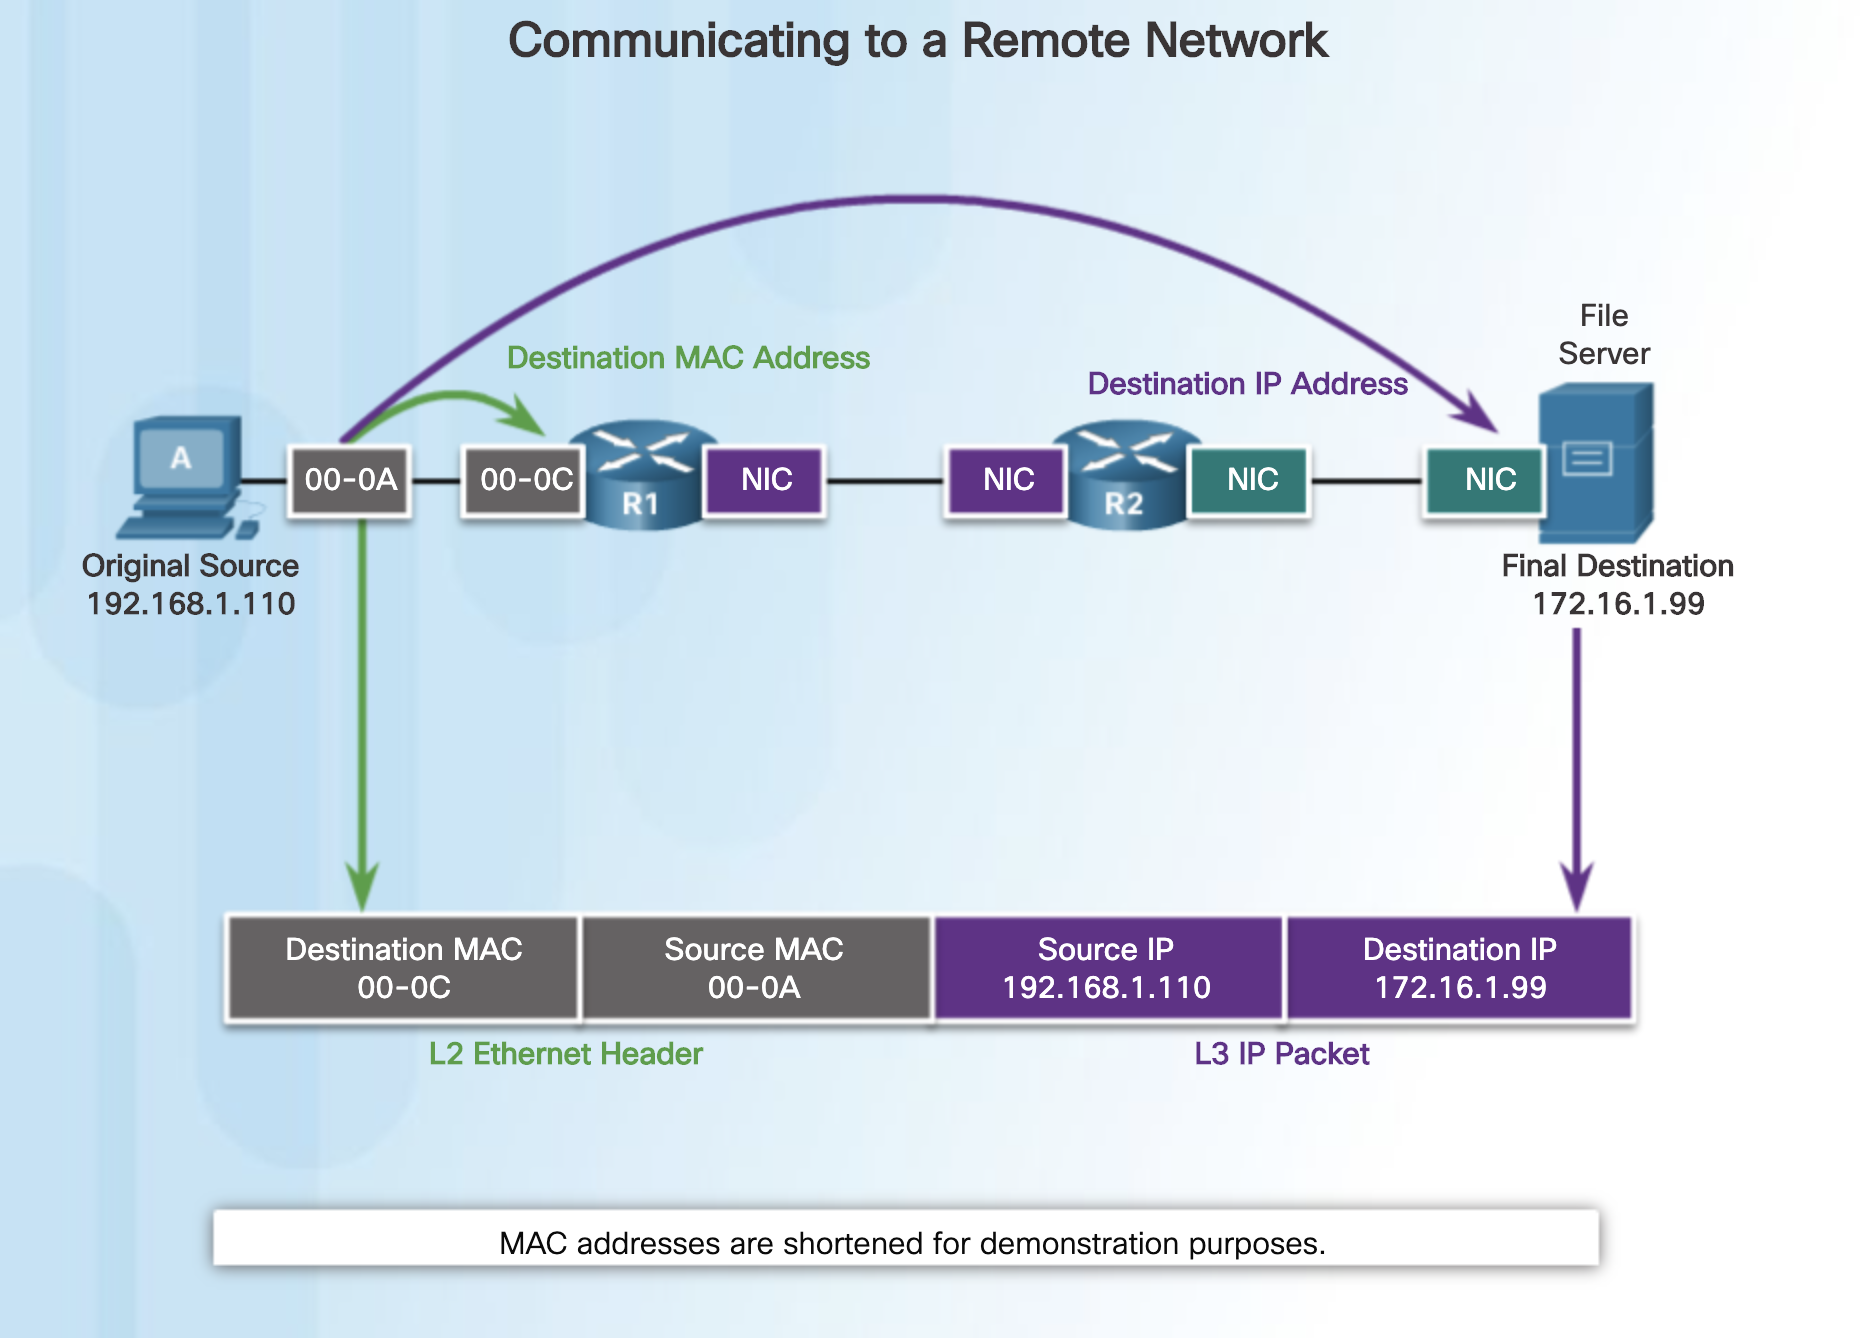 Communicating to a Remote Network
File
Server
Destination MAC Address
Destination IP Address
A
00-0A
00-0C
R1
NIC
NIC
R2
NIC
NIC
Original Source
192.168.1.110
Final Destination
172.16.1.99
Destination MAC
00-0C
Source MAC
00-0A
Source IP
192.168.1.110
Destination IP
172.16.1.99
L2 Ethernet Header
L3 IP Packet
MAC addresses are shortened for demonstration purposes.